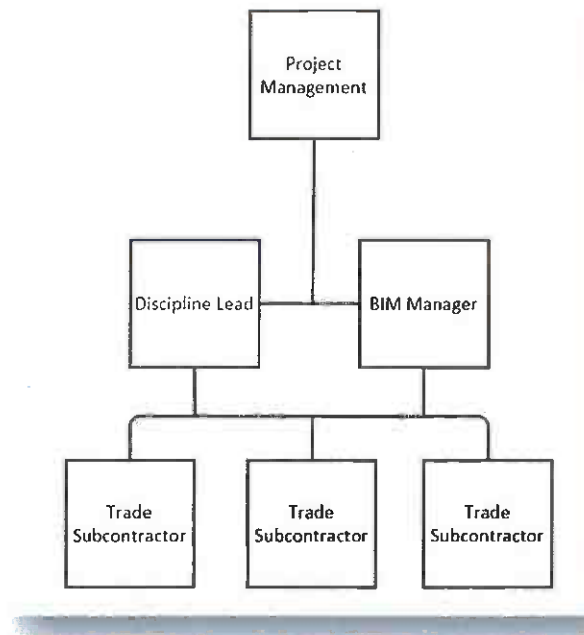 Project
Management
Discipline Lead
BIM Manager
Trade
Subcontractor
Trade
Subcontractor
Trade
Subcontractor